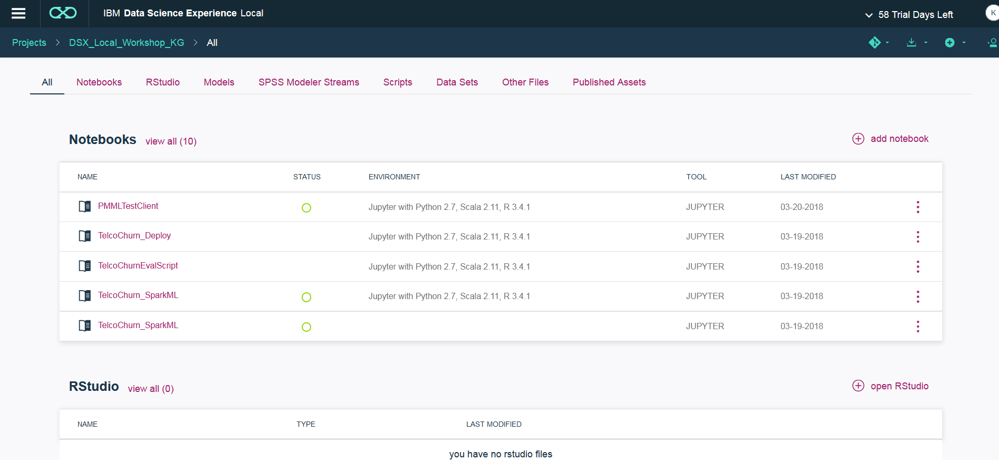 IBM Data Science Experience Local
58 Trial Days Left
K
Projects > DSX_Local_Workshop_KG > All
All Notebooks RStudio Models SPSS Modeler Streams Scripts Data Sets Other Files Published Assets
Notebooks view all (10) add notebook
NAME STATUS ENVIRONMENT TOOL LAST MODIFIED
PMMLTestClient Jupyter with Python 2.7, Scala 2.11, R 3.4.1 JUPYTER 03-20-2018
TelcoChurn_Deploy Jupyter with Python 2.7, Scala 2.11, R 3.4.1 JUPYTER 03-19-2018
TelcoChurnEvalScript Jupyter with Python 2.7, Scala 2.11, R 3.4.1 JUPYTER 03-19-2018
TelcoChurn_SparkML Jupyter with Python 2.7, Scala 2.11, R 3.4.1 JUPYTER 03-19-2018
TelcoChurn_SparkML JUPYTER 03-19-2018
RStudio view all (0) open RStudio
NAME TYPE LAST MODIFIED
you have no rstudio files